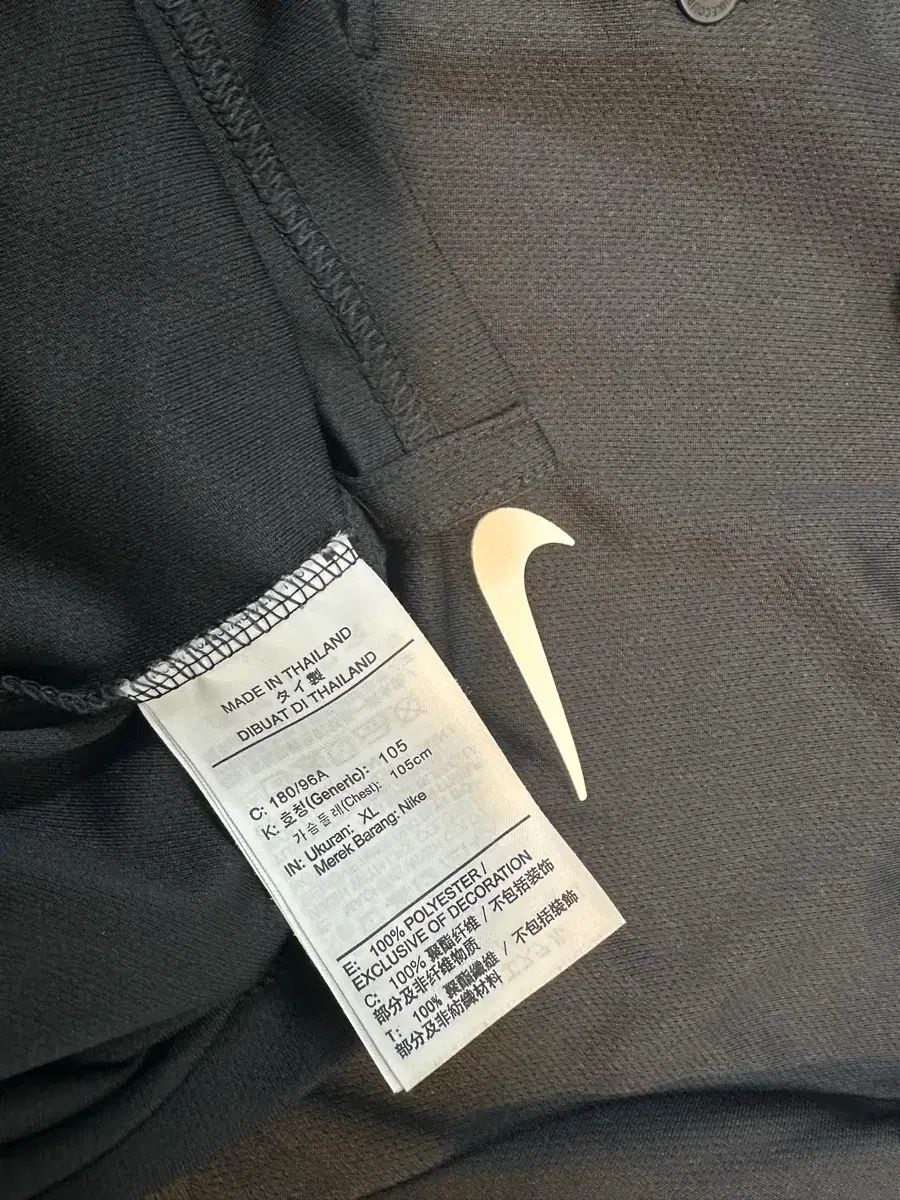 MADE IN THAILAND
タイ製
DIBUAT DI THAILAND
C: 180/96A
K: 호칭(Generic): 105
가슴둘레(Chest): 105cm
IN: Ukuran: XL
Merek Barang: Nike
E: 100% POLYESTER /
EXCLUSIVE OF DECORATION
C: 100% 聚酯纤维 / 不包括装饰
部分及非纤维物质
T: 100% 聚酯纖維 / 不包括裝飾
部分及非紡織材料